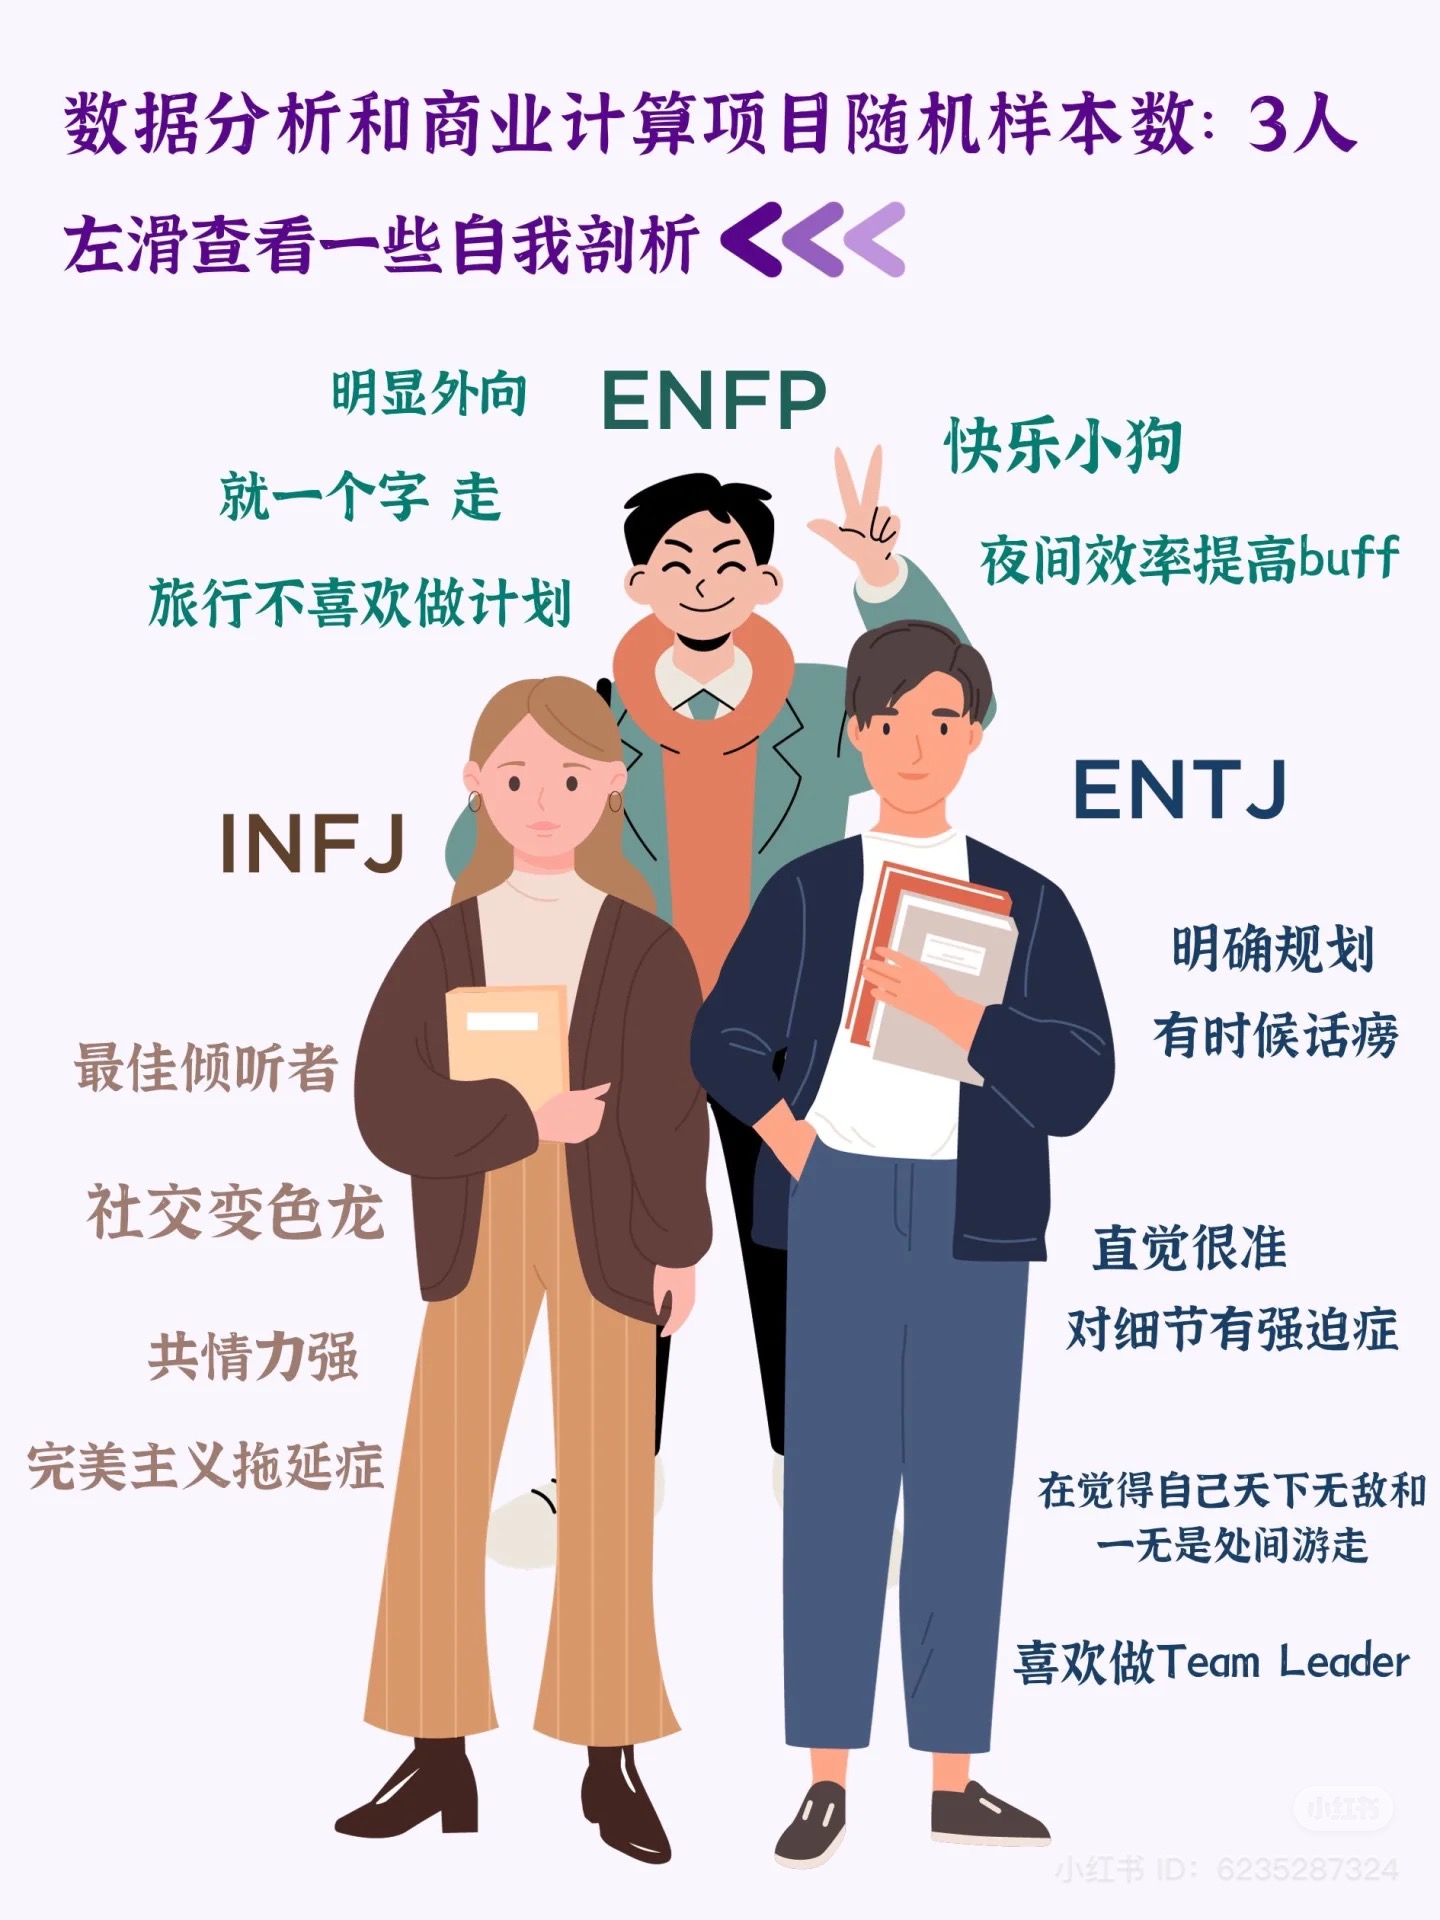 数据分析和商业计算项目随机样本数: 3人
左滑查看一些自我剖析
ENFP
明显外向
就一个字 走
旅行不喜欢做计划
快乐小狗
夜间效率提高buff
INFJ
最佳倾听者
社交变色龙
共情力强
完美主义拖延症
ENTJ
明确规划
有时候话痨
直觉很准
对细节有强迫症
在觉得自己天下无敌和
一无是处间游走
喜欢做Team Leader
小红书
小红书 ID: 6235287324